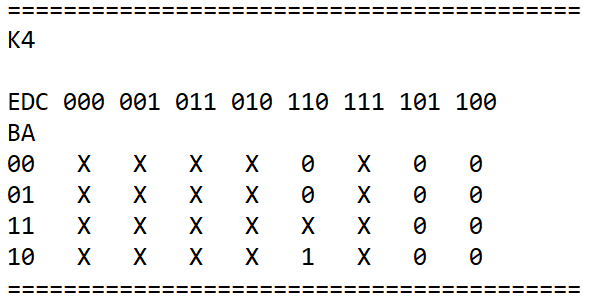 =========================================
K4
EDC 000 001 011 010 110 111 101 100
BA
00 X X X X 0 X 0 0
01 X X X X 0 X 0 0
11 X X X X X X 0 0
10 X X X X 1 X 0 0
=========================================